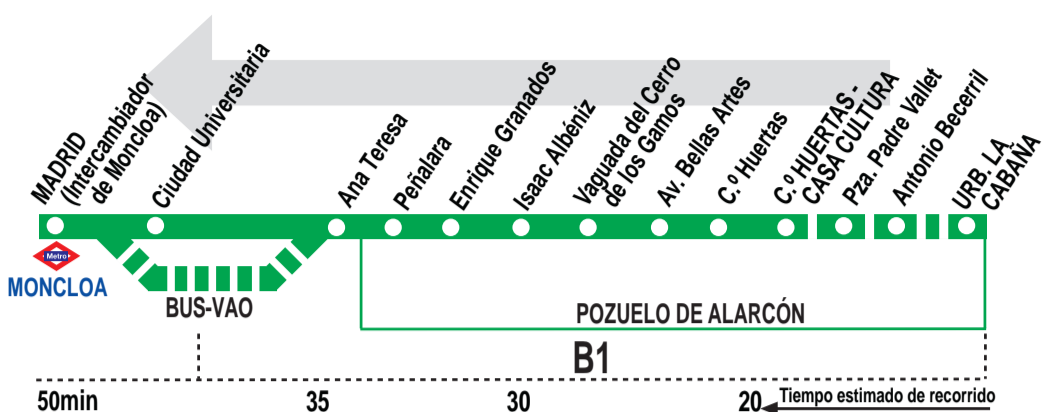 MADRID
(Intercambiador
de Moncloa)
Ciudad Universitaria
Ana Teresa
Peñalara
Enrique Granados
Isaac Albéniz
Vaguada del Cerro
de los Gamos
Av. Bellas Artes
C.º Huertas
C.º HUERTAS -
CASA CULTURA
Pza. Padre Vallet
Antonio Becerril
URB. LA
CABAÑA
Metro
MONCLOA
BUS-VAO
POZUELO DE ALARCÓN
B1
50min 35 30 20 Tiempo estimado de recorrido